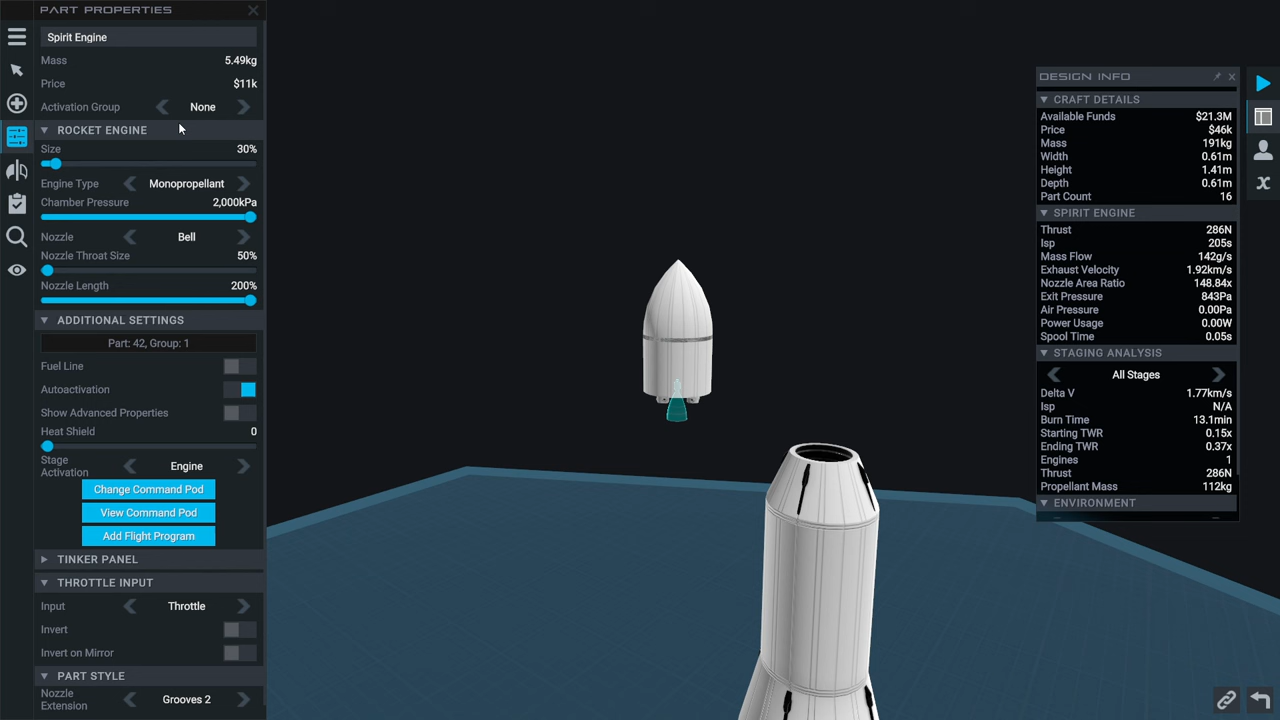 PART PROPERTIES
Spirit Engine
Mass 5.49kg
Price $11k
Activation Group None
ROCKET ENGINE
Size 30%
Engine Type Monopropellant
Chamber Pressure 2,000kPa
Nozzle Bell
Nozzle Throat Size 50%
Nozzle Length 200%
ADDITIONAL SETTINGS
Part: 42, Group: 1
Fuel Line
Autoactivation
Show Advanced Properties
Heat Shield 0
Stage
Activation Engine
Change Command Pod
View Command Pod
Add Flight Program
TINKER PANEL
THROTTLE INPUT
Input Throttle
Invert
Invert on Mirror
PART STYLE
Nozzle
Extension Grooves 2
DESIGN INFO
CRAFT DETAILS
Available Funds $21.3M
Price $46k
Mass 191kg
Width 0.61m
Height 1.41m
Depth 0.61m
Part Count 16
SPIRIT ENGINE
Thrust 286N
Isp 205s
Mass Flow 142g/s
Exhaust Velocity 1.92km/s
Nozzle Area Ratio 148.84x
Exit Pressure 843Pa
Air Pressure 0.00Pa
Power Usage 0.00W
Spool Time 0.05s
STAGING ANALYSIS
All Stages
Delta V 1.77km/s
Isp N/A
Burn Time 13.1min
Starting TWR 0.15x
Ending TWR 0.37x
Engines 1
Thrust 286N
Propellant Mass 112kg
ENVIRONMENT